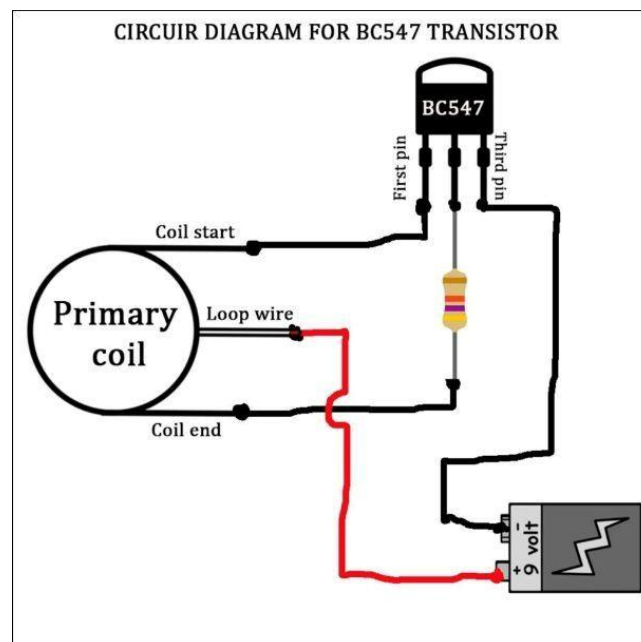 CIRCUIR DIAGRAM FOR BC547 TRANSISTOR
BC547
First pin
Third pin
Coil start
Primary
coil
Loop wire
Coil end
- +
9 volt